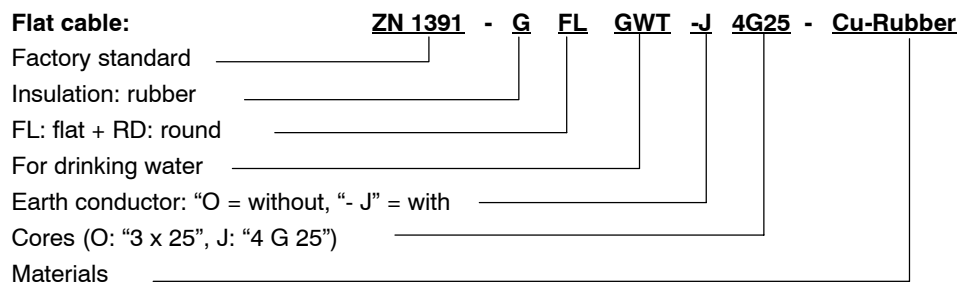 Flat cable: ZN 1391 - G FL GWT -J 4G25 - Cu-Rubber
Factory standard
Insulation: rubber
FL: flat + RD: round
For drinking water
Earth conductor: “O = without, “- J” = with
Cores (O: “3 x 25”, J: “4 G 25”)
Materials